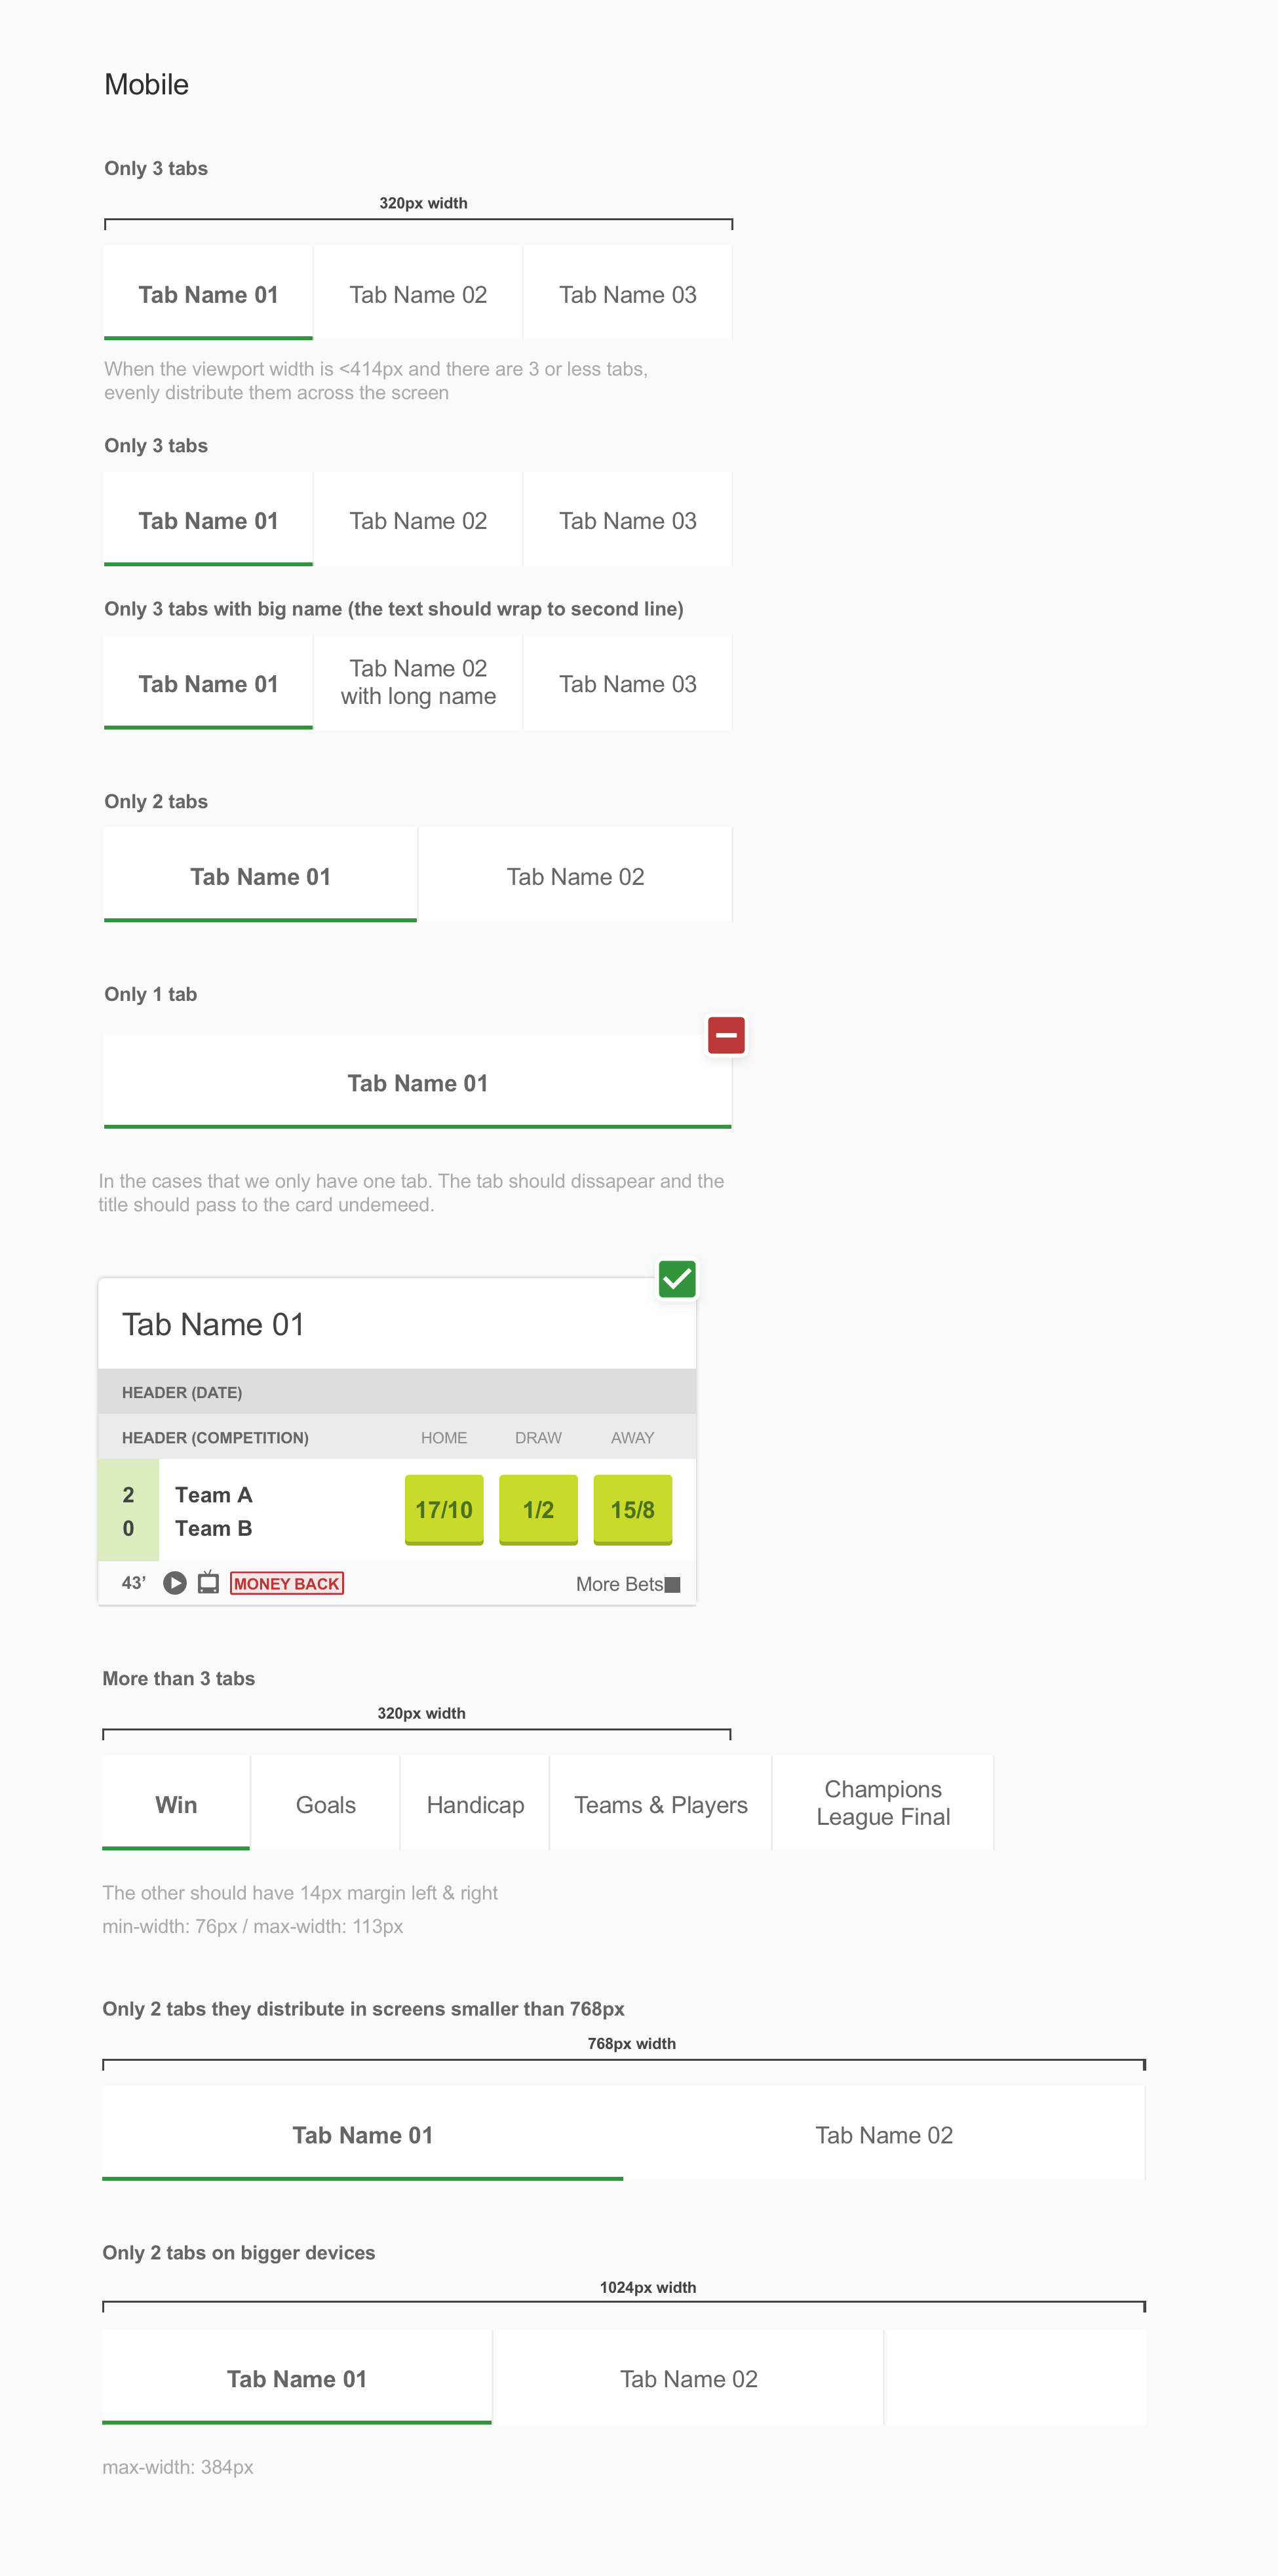 Mobile
Only 3 tabs
320px width
Tab Name 01 Tab Name 02 Tab Name 03
When the viewport width is <414px and there are 3 or less tabs,
evenly distribute them across the screen
Only 3 tabs
Tab Name 01 Tab Name 02 Tab Name 03
Only 3 tabs with big name (the text should wrap to second line)
Tab Name 01 Tab Name 02 with long name Tab Name 03
Only 2 tabs
Tab Name 01 Tab Name 02
Only 1 tab
Tab Name 01
In the cases that we only have one tab. The tab should dissapear and the
title should pass to the card underneed.
Tab Name 01
HEADER (DATE)
HEADER (COMPETITION) HOME DRAW AWAY
2 Team A
0 Team B
17/10 1/2 15/8
43’ MONEY BACK More Bets
More than 3 tabs
320px width
Win Goals Handicap Teams & Players Champions League Final
The other should have 14px margin left & right
min-width: 76px / max-width: 113px
Only 2 tabs they distribute in screens smaller than 768px
768px width
Tab Name 01 Tab Name 02
Only 2 tabs on bigger devices
1024px width
Tab Name 01 Tab Name 02
max-width: 384px